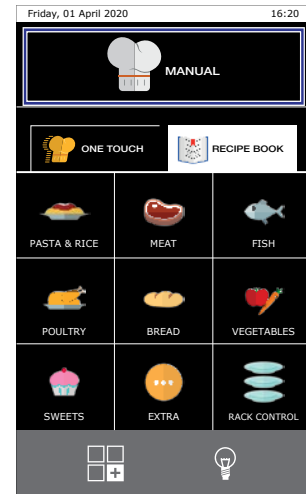 Friday, 01 April 2020 16:20
MANUAL
ONE TOUCH RECIPE BOOK
PASTA & RICE MEAT FISH
POULTRY BREAD VEGETABLES
SWEETS EXTRA RACK CONTROL